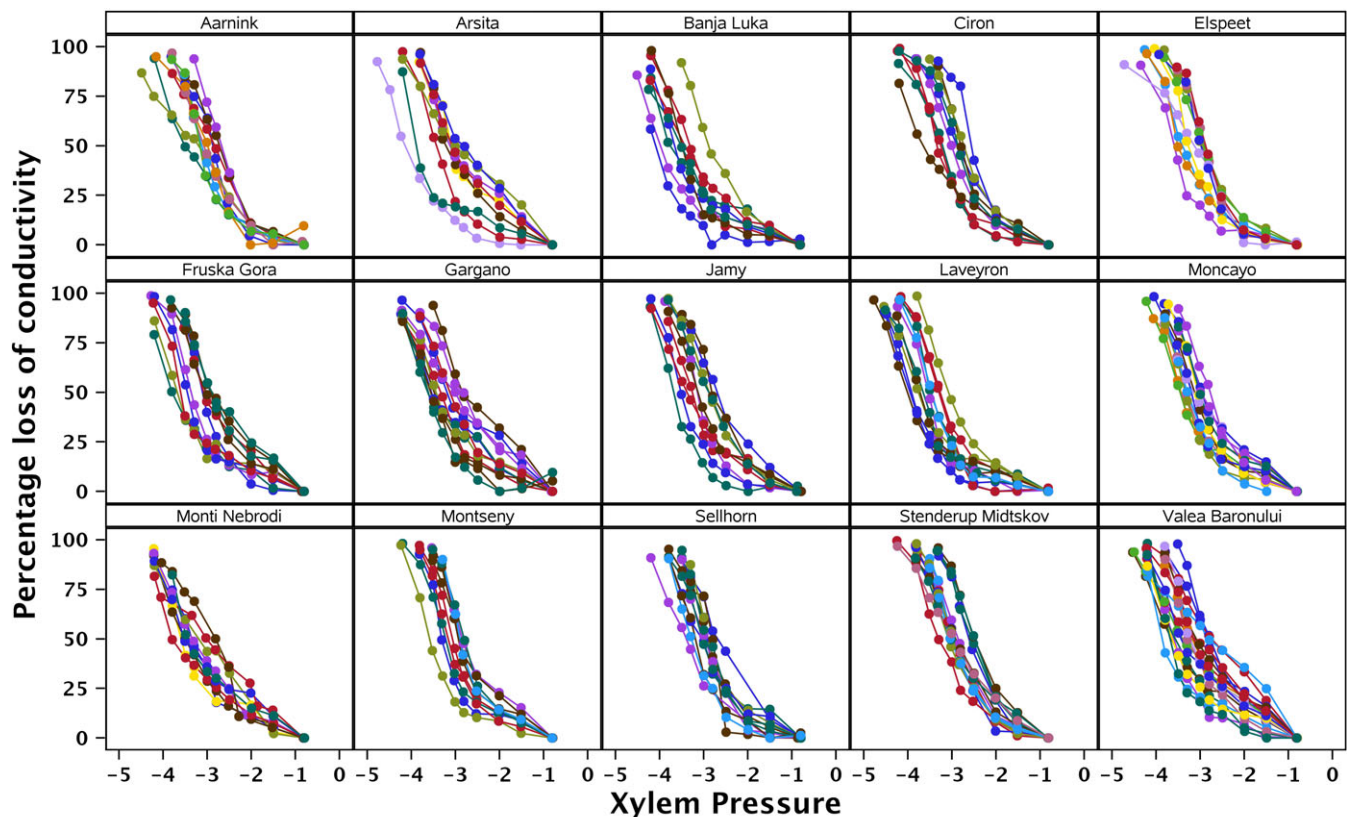 Aarnink Arsita Banja Luka Ciron Elspeet
100
75
50
25
0
Fruska Gora Gargano Jamy Laveyron Moncayo
100
75
50
25
0
Monti Nebrodi Montseny Sellhorn Stenderup Midtskov Valea Baronului
100
75
50
25
0
Percentage loss of conductivity
-5 -4 -3 -2 -1 0 -5 -4 -3 -2 -1 0 -5 -4 -3 -2 -1 0 -5 -4 -3 -2 -1 0 -5 -4 -3 -2 -1 0
Xylem Pressure